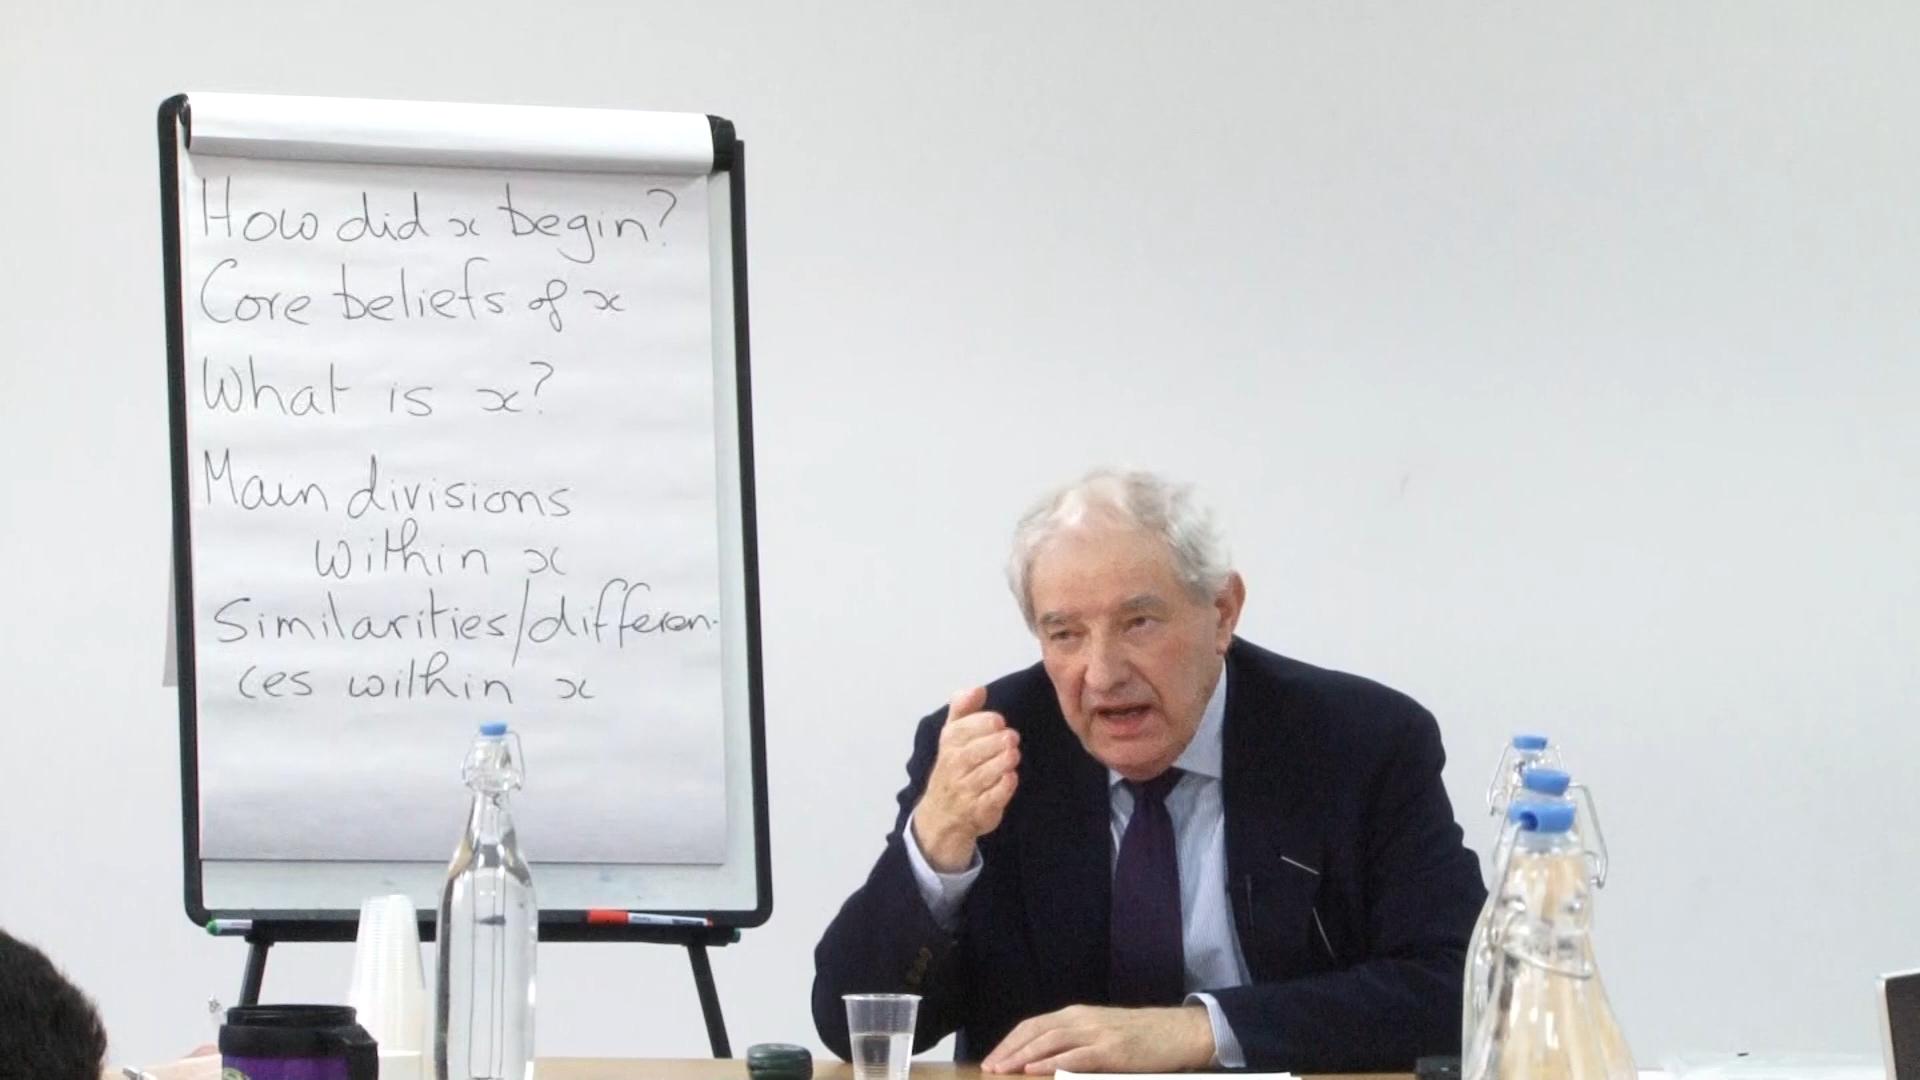 How did x begin?
Core beliefs of x
What is x?
Main divisions
within x
Similarities/differen-
ces within x